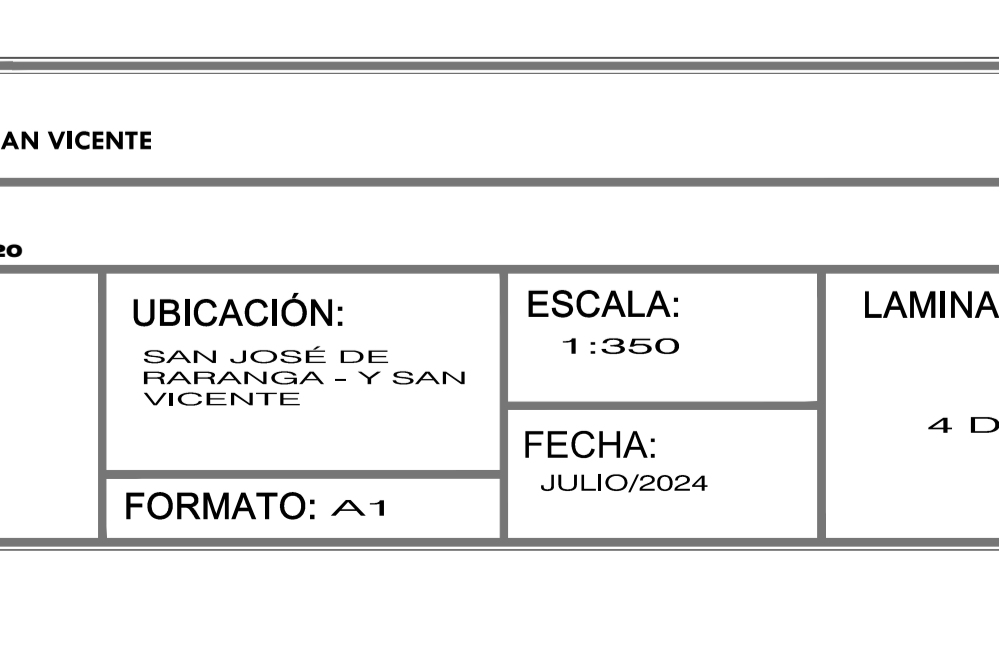 AN VICENTE
UBICACIÓN:
SAN JOSÉ DE
RARANGA - Y SAN
VICENTE
FORMATO: A1
ESCALA:
1:350
FECHA:
JULIO/2024
LAMINA
4 D